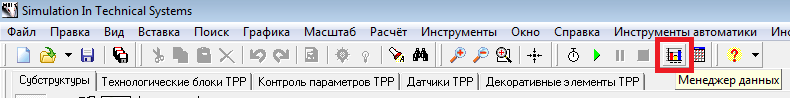 Simulation In Technical Systems
Файл Правка Вид Вставка Поиск Графика Масштаб Расчёт Инструменты Окно Справка Инструменты автоматики Инс
Субструктуры Технологические блоки ТРР Контроль параметров ТРР Датчики ТРР Декоративные элементы ТРР Менеджер данных